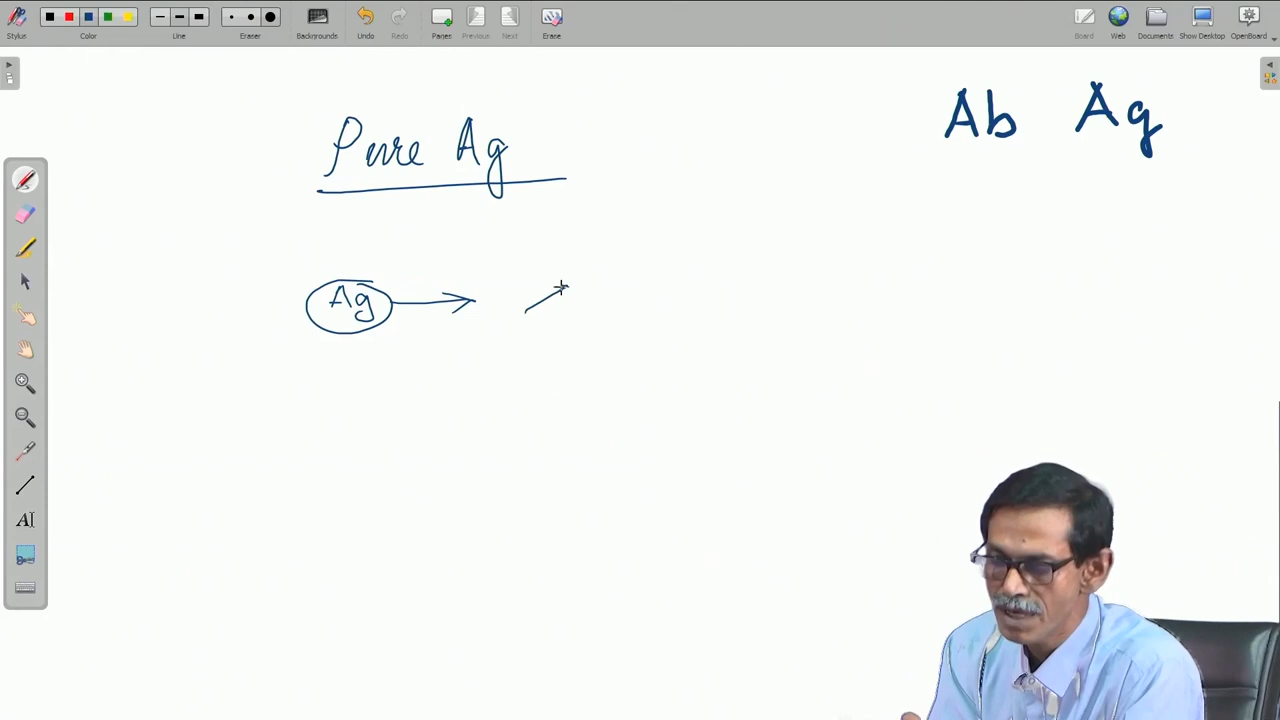 Stylus Color Line Eraser Backgrounds Undo Redo Pages Previous Next Erase Board Web Documents Show Desktop OpenBoard
Ab Ag
Pure Ag
Ag
AI